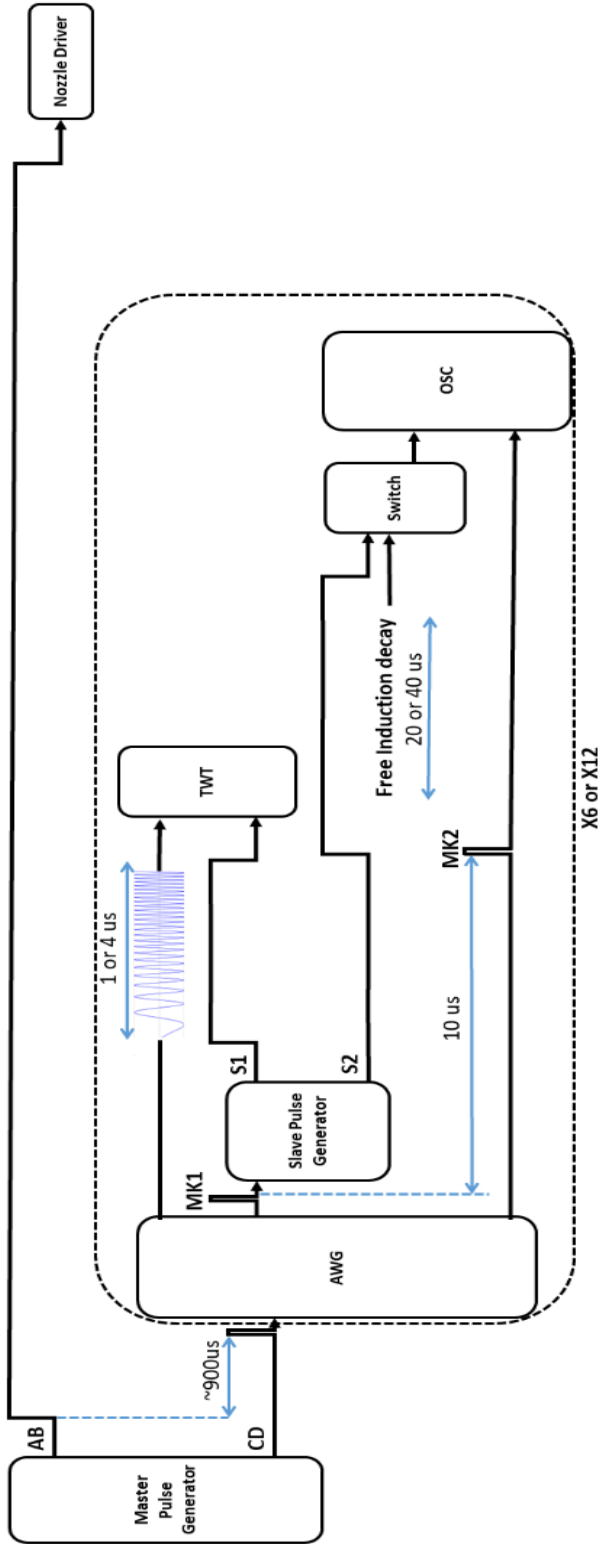 Master
Pulse
Generator
AB
CD
~900us
AWG
MK1
Slave Pulse
Generator
S1
S2
1 or 4 us
TWT
10 us
MK2
Free Induction decay
20 or 40 us
Switch
OSC
X6 or X12
Nozzle Driver